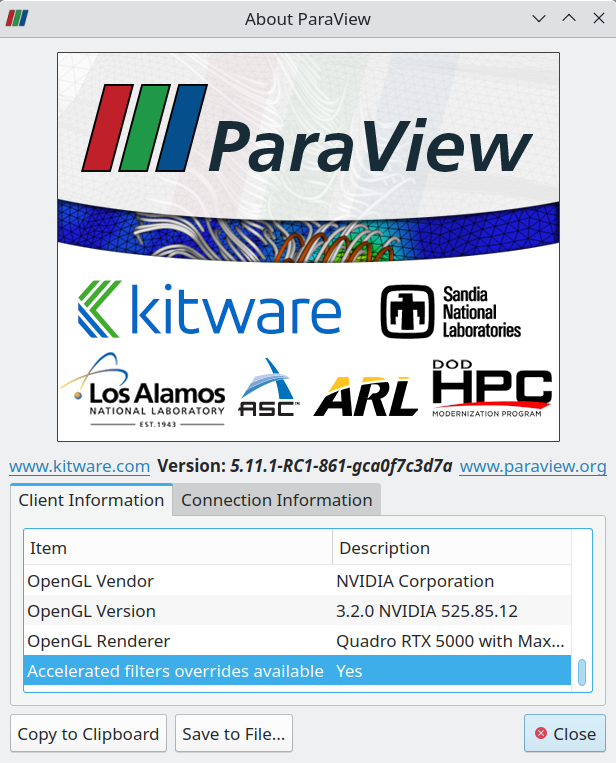 About ParaView
ParaView
kitware
Sandia
National
Laboratories
Los Alamos
NATIONAL LABORATORY
EST.1943
ASC™
ARL
DOD
HPC
MODERNIZATION PROGRAM
www.kitware.com Version: 5.11.1-RC1-861-gca0f7c3d7a www.paraview.org
Client Information Connection Information
Item Description
OpenGL Vendor NVIDIA Corporation
OpenGL Version 3.2.0 NVIDIA 525.85.12
OpenGL Renderer Quadro RTX 5000 with Max...
Accelerated filters overrides available Yes
Copy to Clipboard Save to File... Close